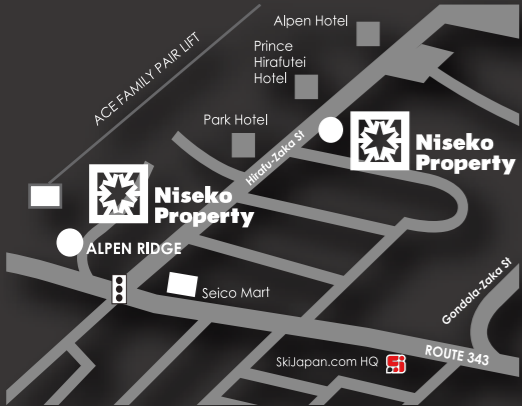 Alpen Hotel
Prince
Hirafutei
Hotel
ACE FAMILY PAIR LIFT
Park Hotel
Hirafu-Zaka St
Niseko
Property
Niseko
Property
ALPEN RIDGE
Seico Mart
Gondola-Zaka St
ROUTE 343
SkiJapan.com HQ